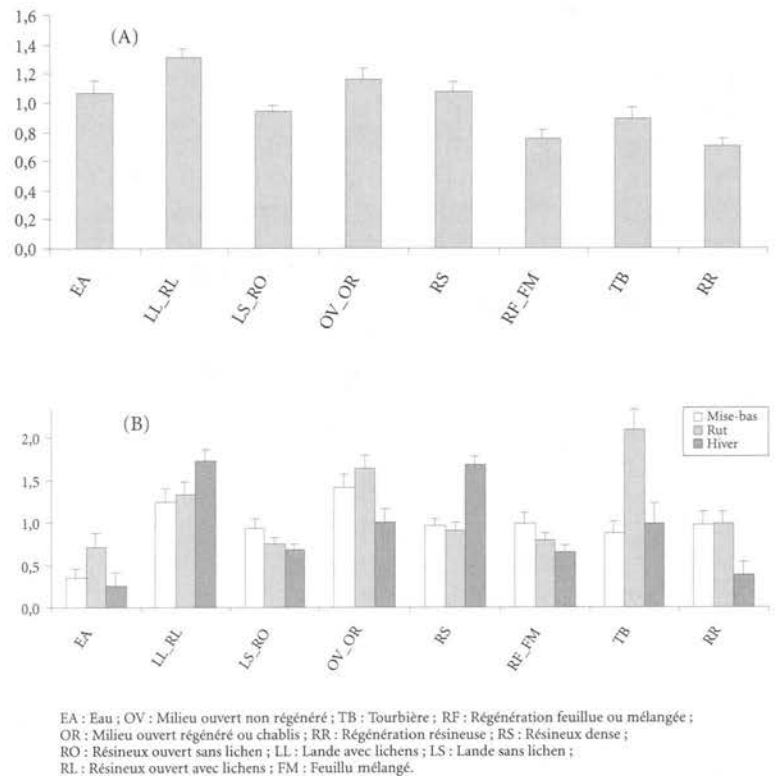 1,6
(A)
1,4
1,2
1,0
0,8
0,6
0,4
0,2
0,0
EA
LL_RL
LS_RO
OV_OR
RS
RF_FM
TB
RR
(B)
Mise-bas
Rut
Hiver
2,0
1,5
1,0
0,5
0,0
EA
LL_RL
LS_RO
OV_OR
RS
RF_FM
TB
RR
EA : Eau ; OV : Milieu ouvert non régénéré ; TB : Tourbière ; RF : Régénération feuillue ou mélangée ;
OR : Milieu ouvert régénéré ou chablis ; RR : Régénération résineuse ; RS : Résineux dense ;
RO : Résineux ouvert sans lichen ; LL : Lande avec lichens ; LS : Lande sans lichen ;
RL : Résineux ouvert avec lichens ; FM : Feuillu mélangé.